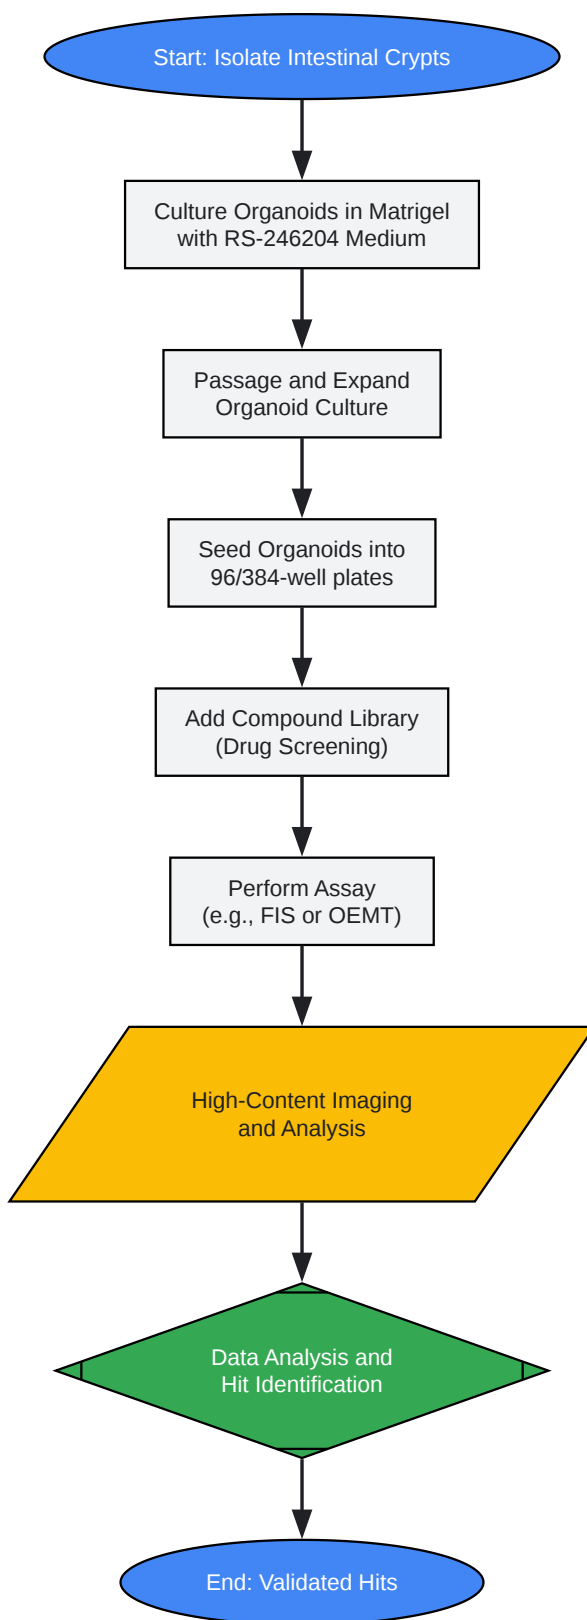 Start: Isolate Intestinal Crypts
Culture Organoids in Matrigel
with RS-246204 Medium
Passage and Expand
Organoid Culture
Seed Organoids into
96/384-well plates
Add Compound Library
(Drug Screening)
Perform Assay
(e.g., FIS or OEMT)
High-Content Imaging
and Analysis
Data Analysis and
Hit Identification
End: Validated Hits